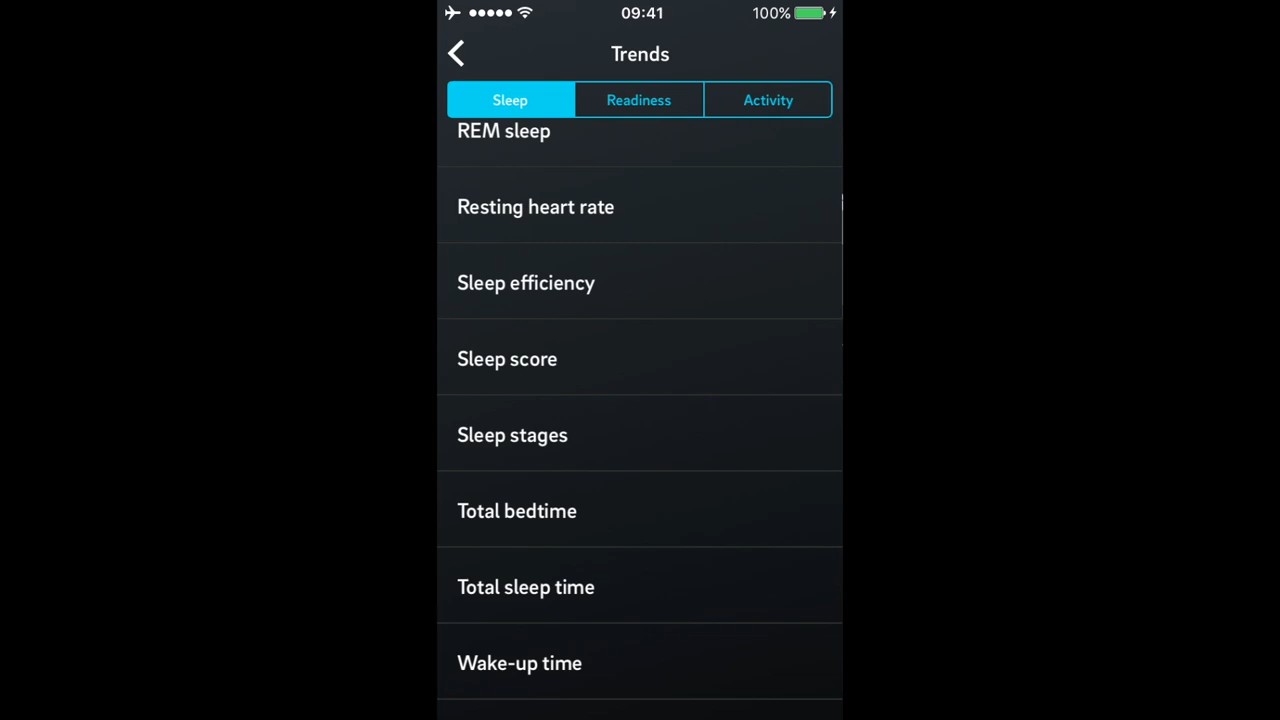 09:41
100%
Trends
Sleep
Readiness
Activity
REM sleep
Resting heart rate
Sleep efficiency
Sleep score
Sleep stages
Total bedtime
Total sleep time
Wake-up time